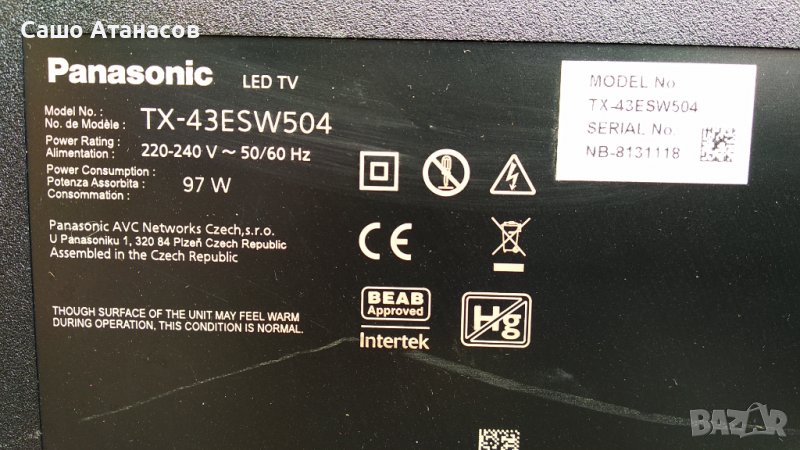 Сашо Атанасов
Panasonic LED TV
Model No. :
No. de Modèle : TX-43ESW504
Power Rating :
Alimentation : 220-240 V ~ 50/60 Hz
Power Consumption :
Potenza Assorbita : 97 W
Consommation :
Panasonic AVC Networks Czech,s.r.o.
U Panasoniku 1, 320 84 Plzeň Czech Republic
Assembled in the Czech Republic
THOUGH SURFACE OF THE UNIT MAY FEEL WARM
DURING OPERATION, THIS CONDITION IS NORMAL.
MODEL No.
TX-43ESW504
SERIAL No.
NB-8131118
CE
BEAB
Approved
Intertek
Hg
BAZAR